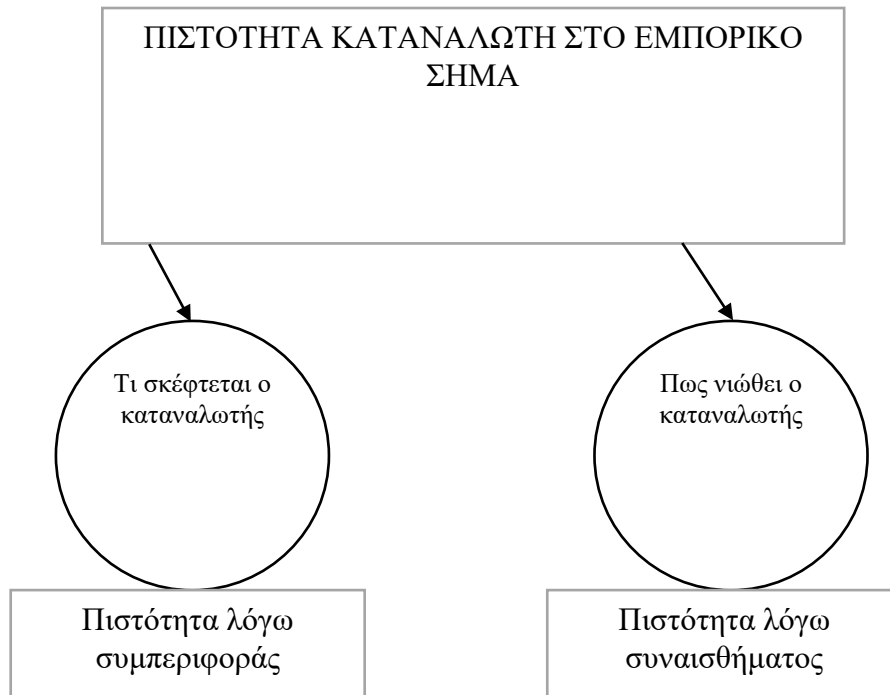 ΠΙΣΤΟΤΗΤΑ ΚΑΤΑΝΑΛΩΤΗ ΣΤΟ ΕΜΠΟΡΙΚΟ
ΣΗΜΑ
Τι σκέφτεται ο
καταναλωτής
Πως νιώθει ο
καταναλωτής
Πιστότητα λόγω
συμπεριφοράς
Πιστότητα λόγω
συναισθήματος